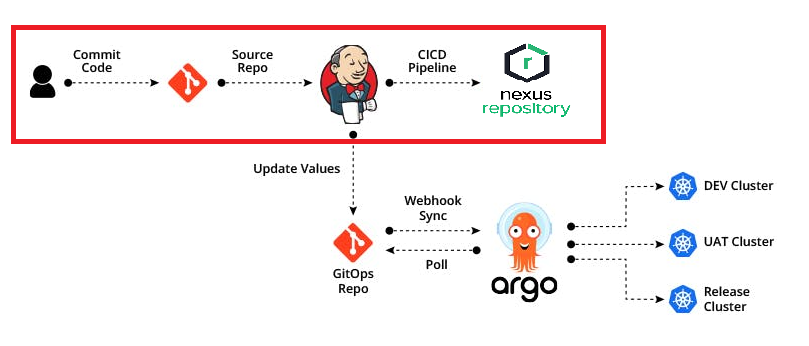 Commit
Code
Source
Repo
CICD
Pipeline
r
nexus
repository
Update Values
GitOps
Repo
Webhook
Sync
Poll
argo
DEV Cluster
UAT Cluster
Release
Cluster